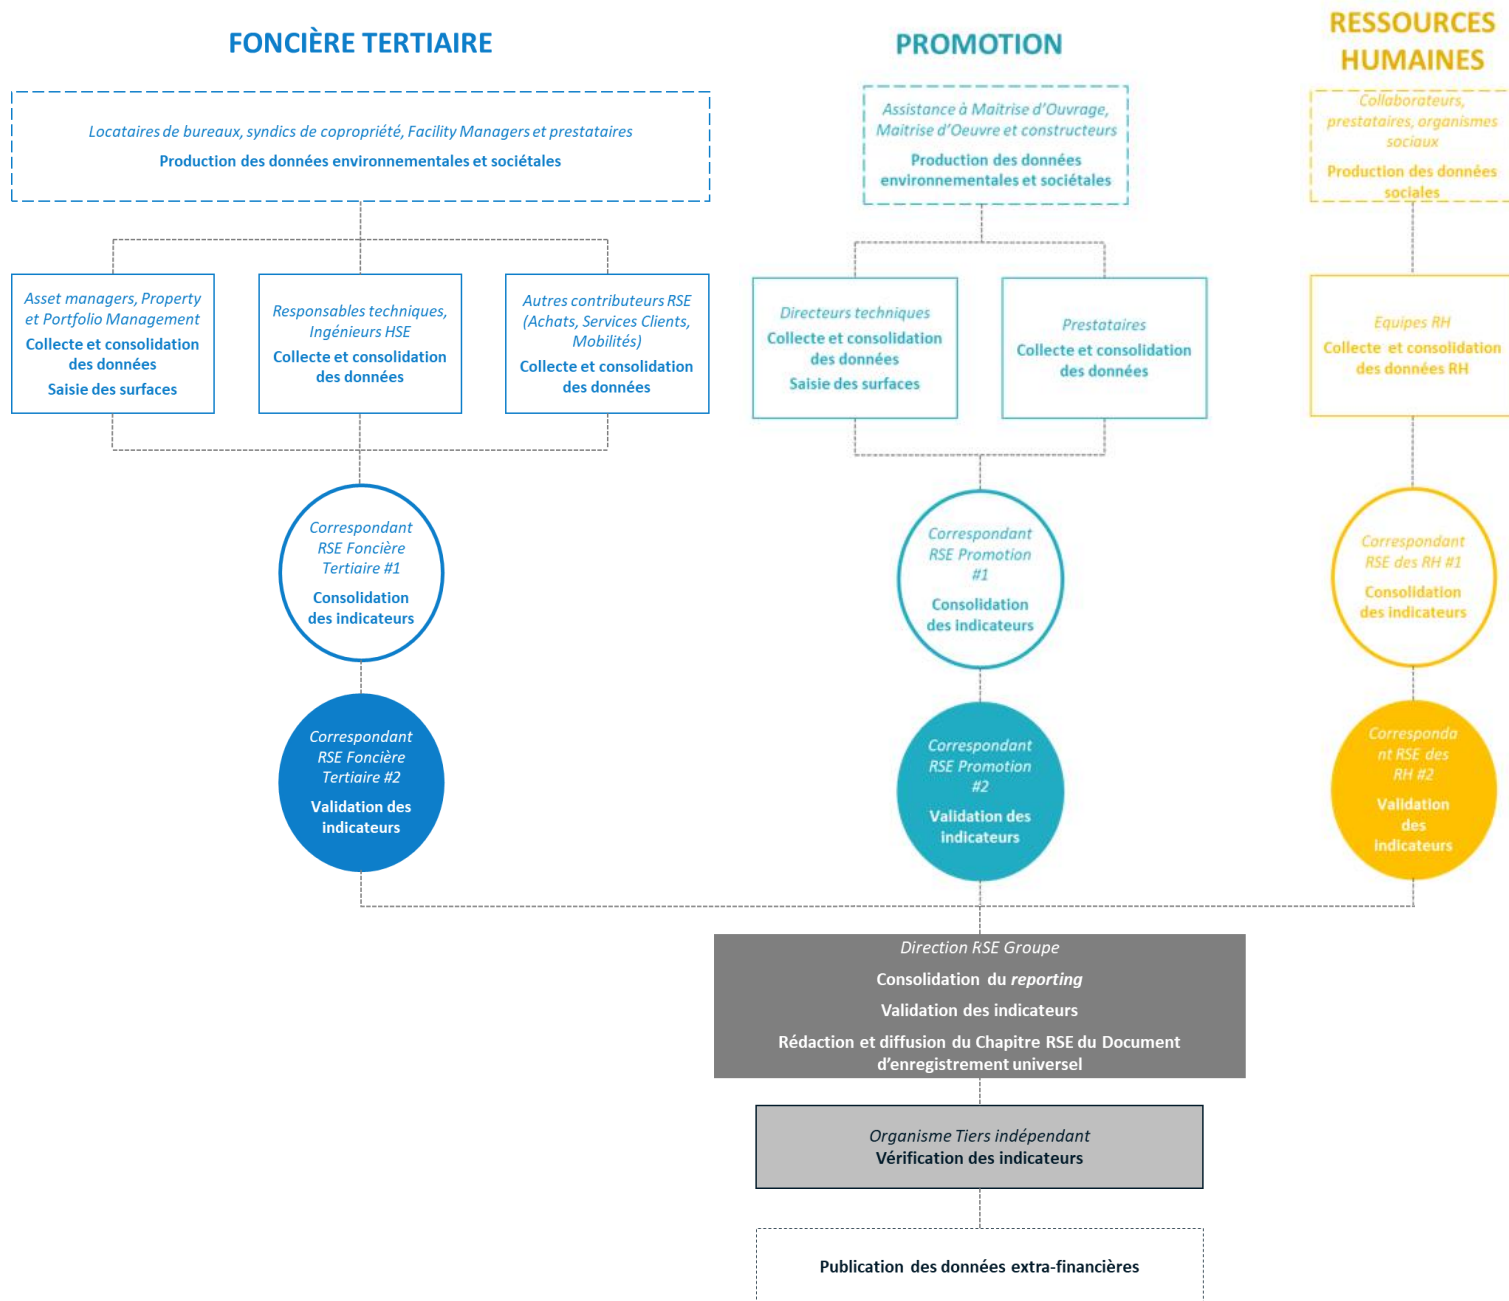 FONCIÈRE TERTIAIRE
Locataires de bureaux, syndics de copropriété, Facility Managers et prestataires
Production des données environnementales et sociétales
Asset managers, Property
et Portfolio Management
Collecte et consolidation
des données
Saisie des surfaces
Responsables techniques,
Ingénieurs HSE
Collecte et consolidation
des données
Autres contributeurs RSE
(Achats, Services Clients,
Mobilités)
Collecte et consolidation
des données
Correspondant
RSE Foncière
Tertiaire #1
Consolidation
des indicateurs
Correspondant
RSE Foncière
Tertiaire #2
Validation des
indicateurs
PROMOTION
Assistance à Maitrise d'Ouvrage,
Maitrise d'Oeuvre et constructeurs
Production des données
environnementales et sociétales
Directeurs techniques
Collecte et consolidation
des données
Saisie des surfaces
Prestataires
Collecte et consolidation
des données
Correspondant
RSE Promotion
#1
Consolidation
des indicateurs
Correspondant
RSE Promotion
#2
Validation des
indicateurs
RESSOURCES
HUMAINES
Collaborateurs,
prestataires, organismes
sociaux
Production des données
sociales
Equipes RH
Collecte et consolidation
des données RH
Correspondant
RSE des RH #1
Consolidation
des indicateurs
Corresponda
nt RSE des
RH #2
Validation
des
indicateurs
Direction RSE Groupe
Consolidation du reporting
Validation des indicateurs
Rédaction et diffusion du Chapitre RSE du Document
d'enregistrement universel
Organisme Tiers indépendant
Vérification des indicateurs
Publication des données extra-financières